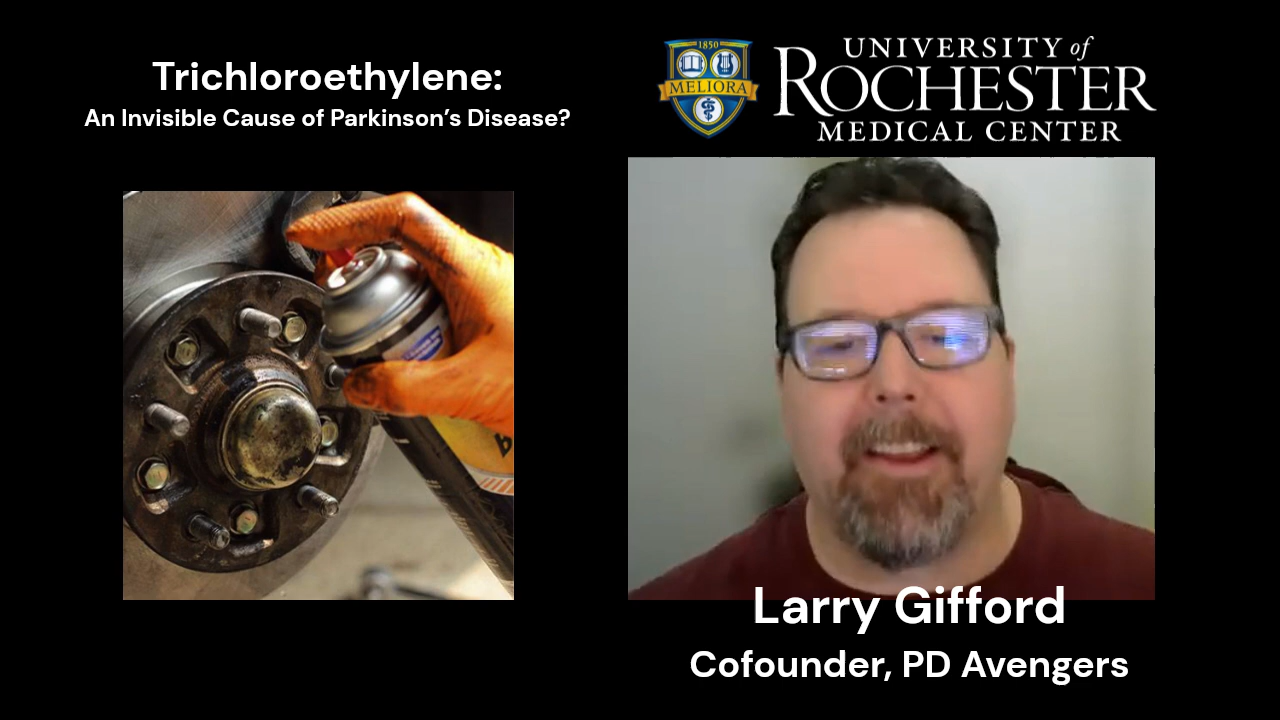 Trichloroethylene:
An Invisible Cause of Parkinson's Disease?
1850
MELIORA
UNIVERSITY of
ROCHESTER
MEDICAL CENTER
Larry Gifford
Cofounder, PD Avengers